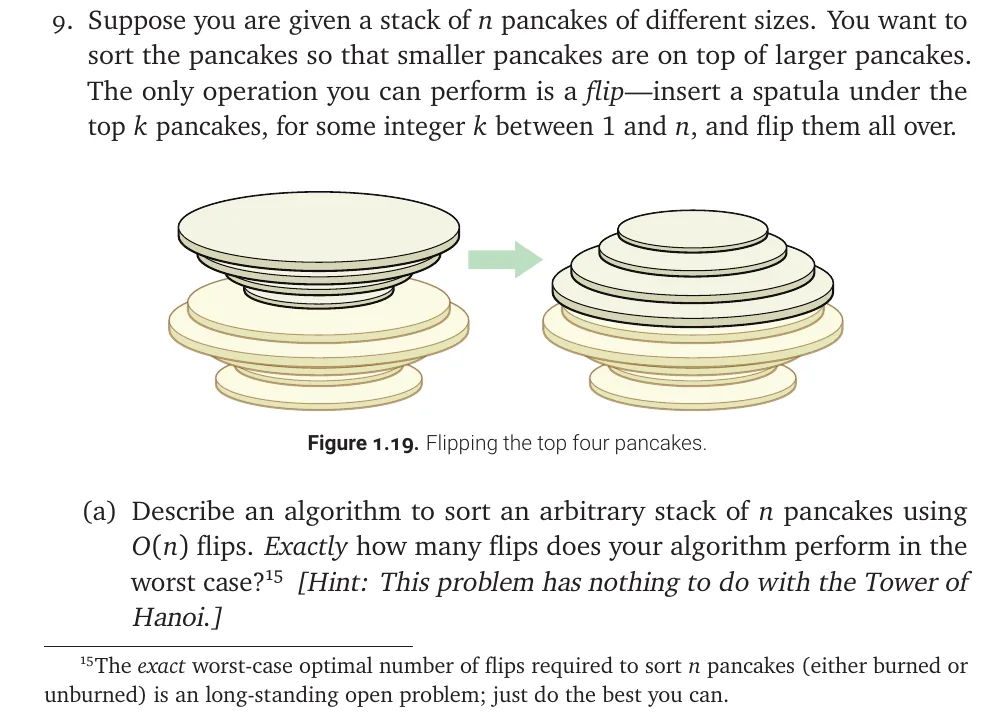 9. Suppose you are given a stack of n pancakes of different sizes. You want to
sort the pancakes so that smaller pancakes are on top of larger pancakes.
The only operation you can perform is a flip—insert a spatula under the
top k pancakes, for some integer k between 1 and n, and flip them all over.
Figure 1.19. Flipping the top four pancakes.
(a) Describe an algorithm to sort an arbitrary stack of n pancakes using
O(n) flips. Exactly how many flips does your algorithm perform in the
worst case?¹⁵ [Hint: This problem has nothing to do with the Tower of
Hanoi.]
¹⁵The exact worst-case optimal number of flips required to sort n pancakes (either burned or
unburned) is an long-standing open problem; just do the best you can.